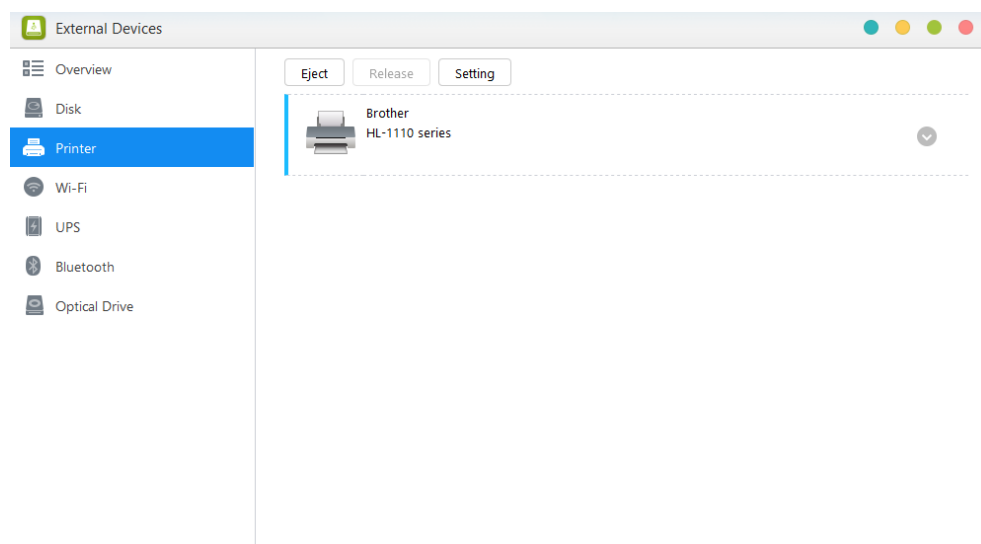 External Devices
Overview
Disk
Printer
Wi-Fi
UPS
Bluetooth
Optical Drive
Eject Release Setting
Brother
HL-1110 series